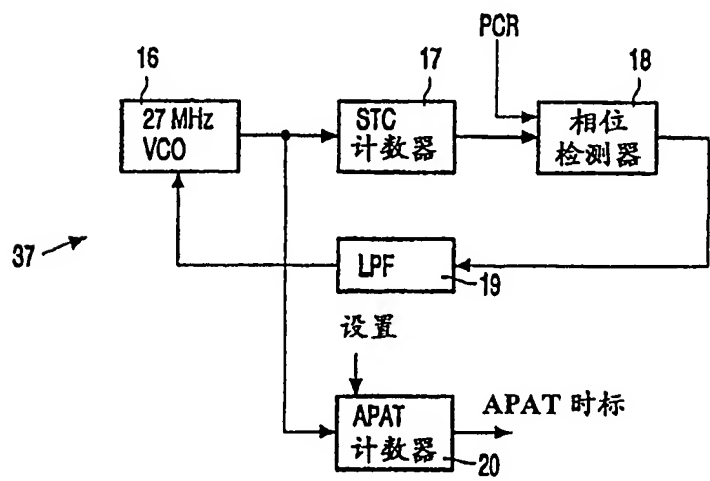 PCR
16
17
18
27 MHz
VCO
STC
计数器
相位
检测器
37
LPF
19
设置
APAT
计数器
20
APAT 时标